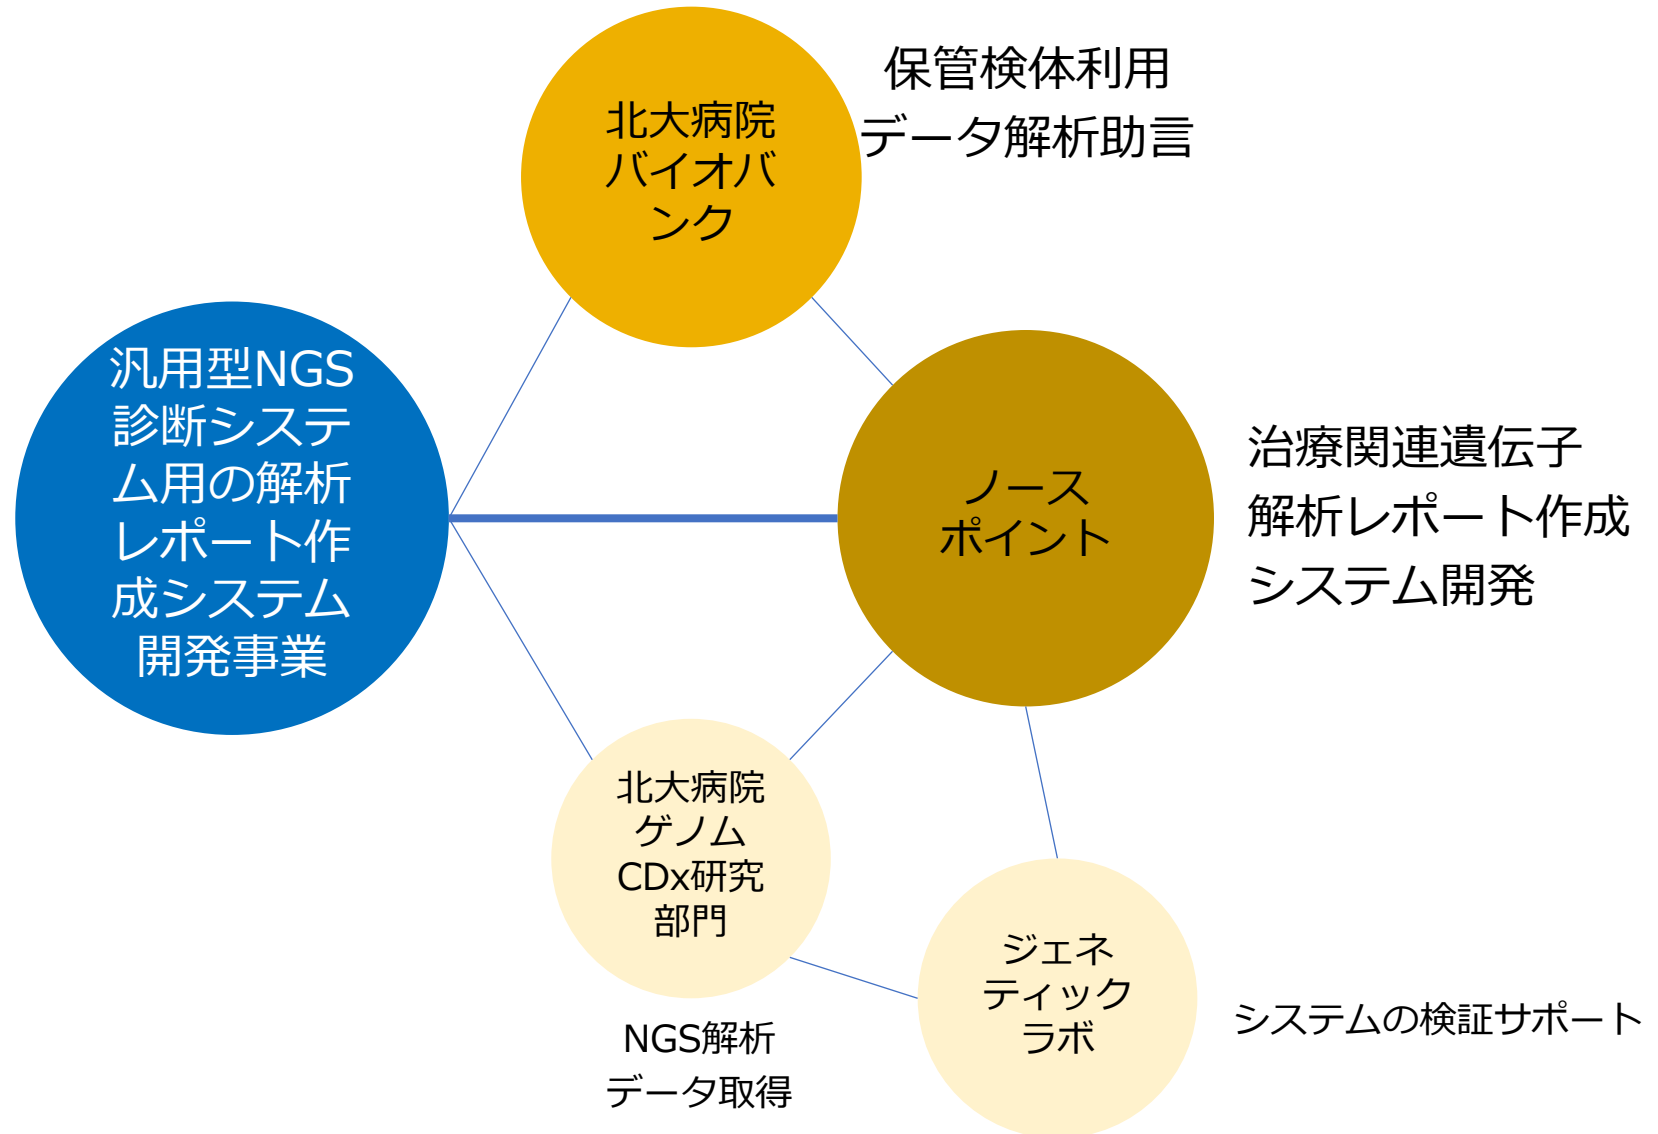 北大病院
バイオバ
ンク
保管検体利用
データ解析助言
汎用型NGS
診断システ
ム用の解析
レポート作
成システム
開発事業
ノース
ポイント
治療関連遺伝子
解析レポート作成
システム開発
北大病院
ゲノム
CDx研究
部門
NGS解析
データ取得
ジェネ
ティック
ラボ
システムの検証サポート